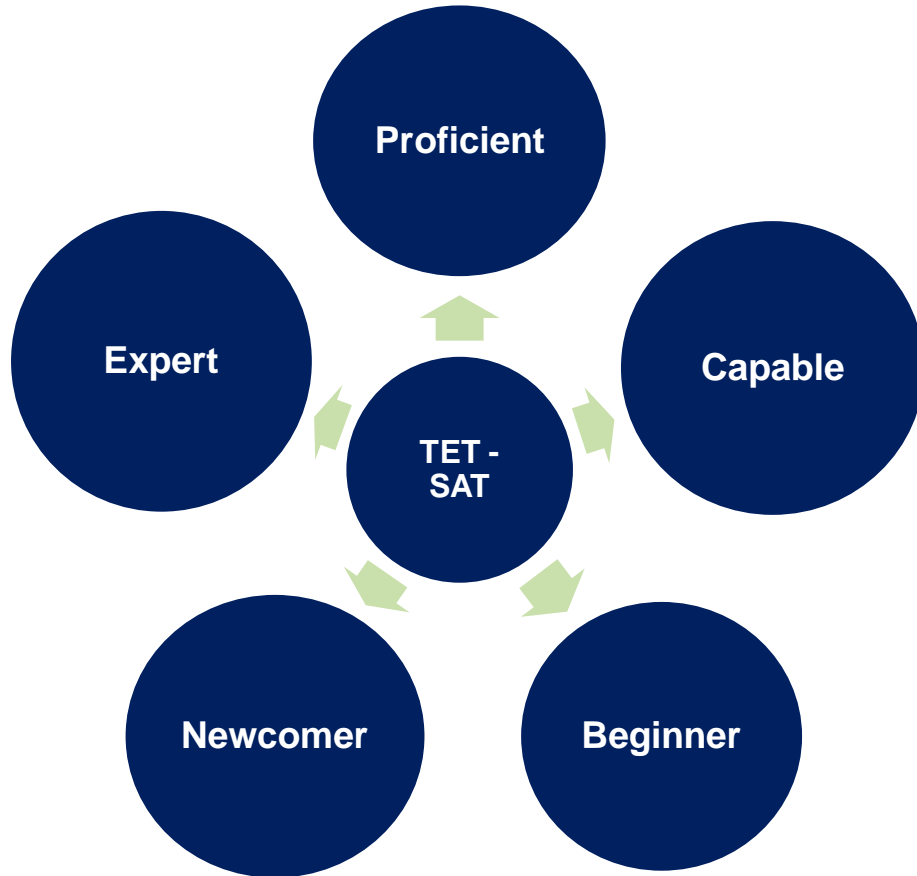 Proficient
Expert
Capable
TET -
SAT
Newcomer
Beginner